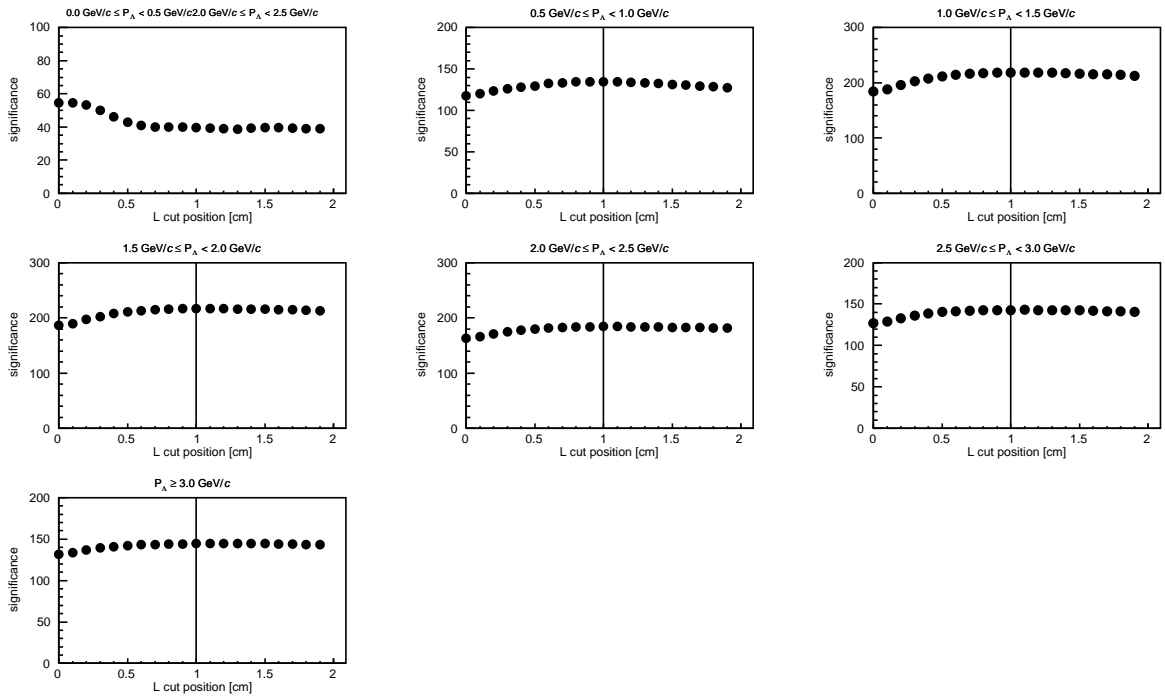 0.0 GeV/c ≤ P_Λ < 0.5 GeV/c2.0 GeV/c ≤ P_Λ < 2.5 GeV/c
significance
100
80
60
40
20
0
0 0.5 1 1.5 2
L cut position [cm]
0.5 GeV/c ≤ P_Λ < 1.0 GeV/c
significance
200
150
100
50
0
0 0.5 1 1.5 2
L cut position [cm]
1.0 GeV/c ≤ P_Λ < 1.5 GeV/c
significance
300
200
100
0
0 0.5 1 1.5 2
L cut position [cm]
1.5 GeV/c ≤ P_Λ < 2.0 GeV/c
significance
300
200
100
0
0 0.5 1 1.5 2
L cut position [cm]
2.0 GeV/c ≤ P_Λ < 2.5 GeV/c
significance
300
200
100
0
0 0.5 1 1.5 2
L cut position [cm]
2.5 GeV/c ≤ P_Λ < 3.0 GeV/c
significance
200
150
100
50
0
0 0.5 1 1.5 2
L cut position [cm]
P_Λ ≥ 3.0 GeV/c
significance
200
150
100
50
0
0 0.5 1 1.5 2
L cut position [cm]